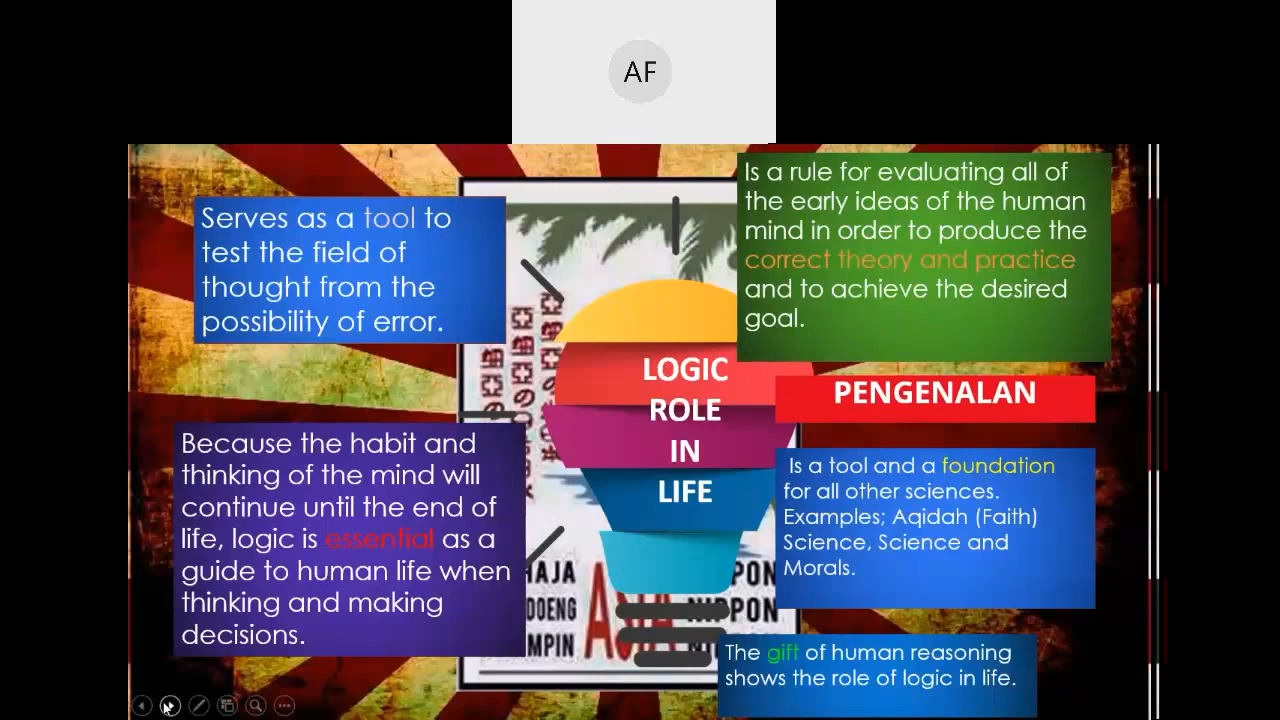 AF
Serves as a tool to
test the field of
thought from the
possibility of error.
Is a rule for evaluating all of
the early ideas of the human
mind in order to produce the
correct theory and practice
and to achieve the desired
goal.
LOGIC
ROLE
IN
LIFE
PENGENALAN
Because the habit and
thinking of the mind will
continue until the end of
life, logic is essential as a
guide to human life when
thinking and making
decisions.
Is a tool and a foundation
for all other sciences.
Examples; Aqidah (Faith)
Science, Science and
Morals.
ASIA
NIPPON
The gift of human reasoning
shows the role of logic in life.